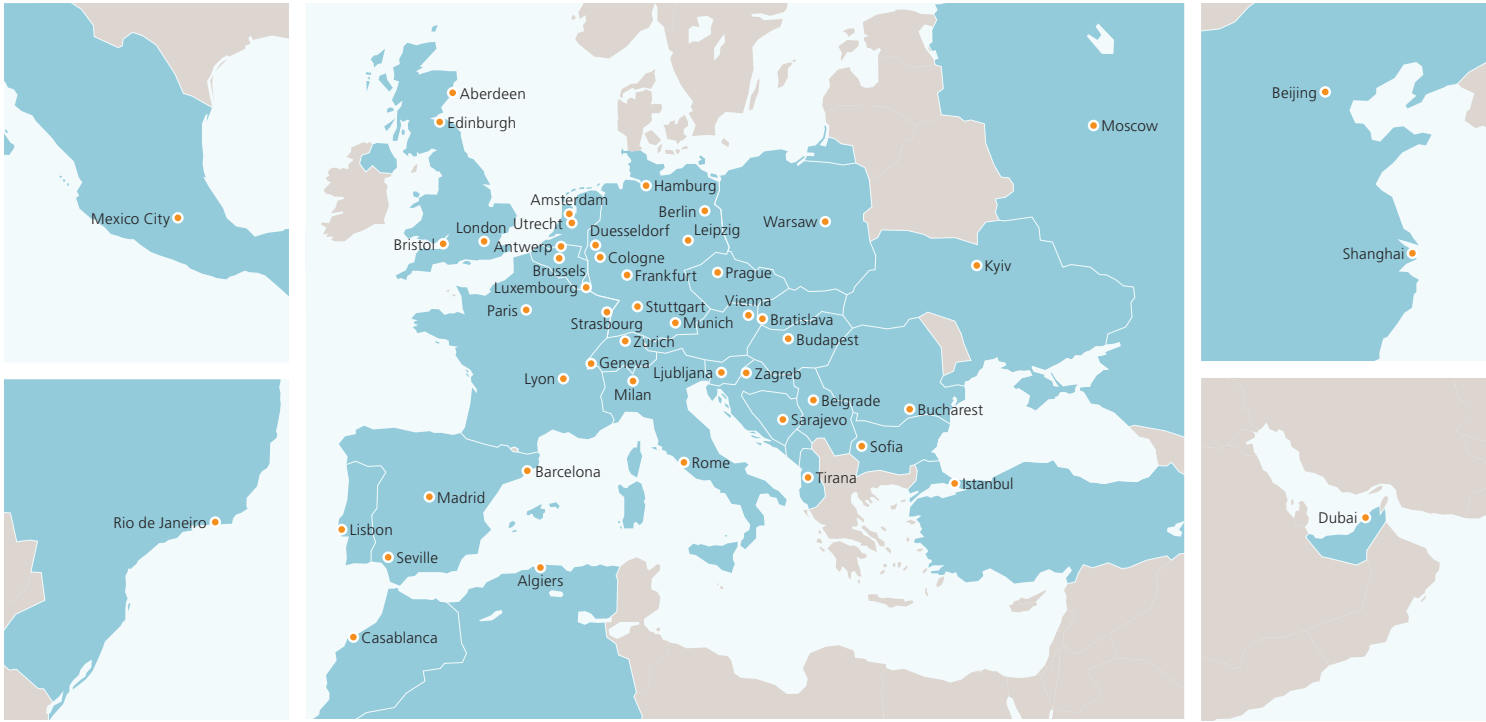 Mexico City
Rio de Janeiro
Aberdeen
Edinburgh
Moscow
Hamburg
Amsterdam
Berlin
Utrecht
Warsaw
London
Duesseldorf
Leipzig
Bristol
Antwerp
Cologne
Kyiv
Brussels
Frankfurt
Prague
Luxembourg
Vienna
Paris
Stuttgart
Strasbourg
Munich
Bratislava
Zurich
Budapest
Geneva
Lyon
Ljubljana
Zagreb
Milan
Belgrade
Bucharest
Sarajevo
Sofia
Rome
Barcelona
Tirana
Istanbul
Madrid
Lisbon
Seville
Algiers
Casablanca
Beijing
Shanghai
Dubai